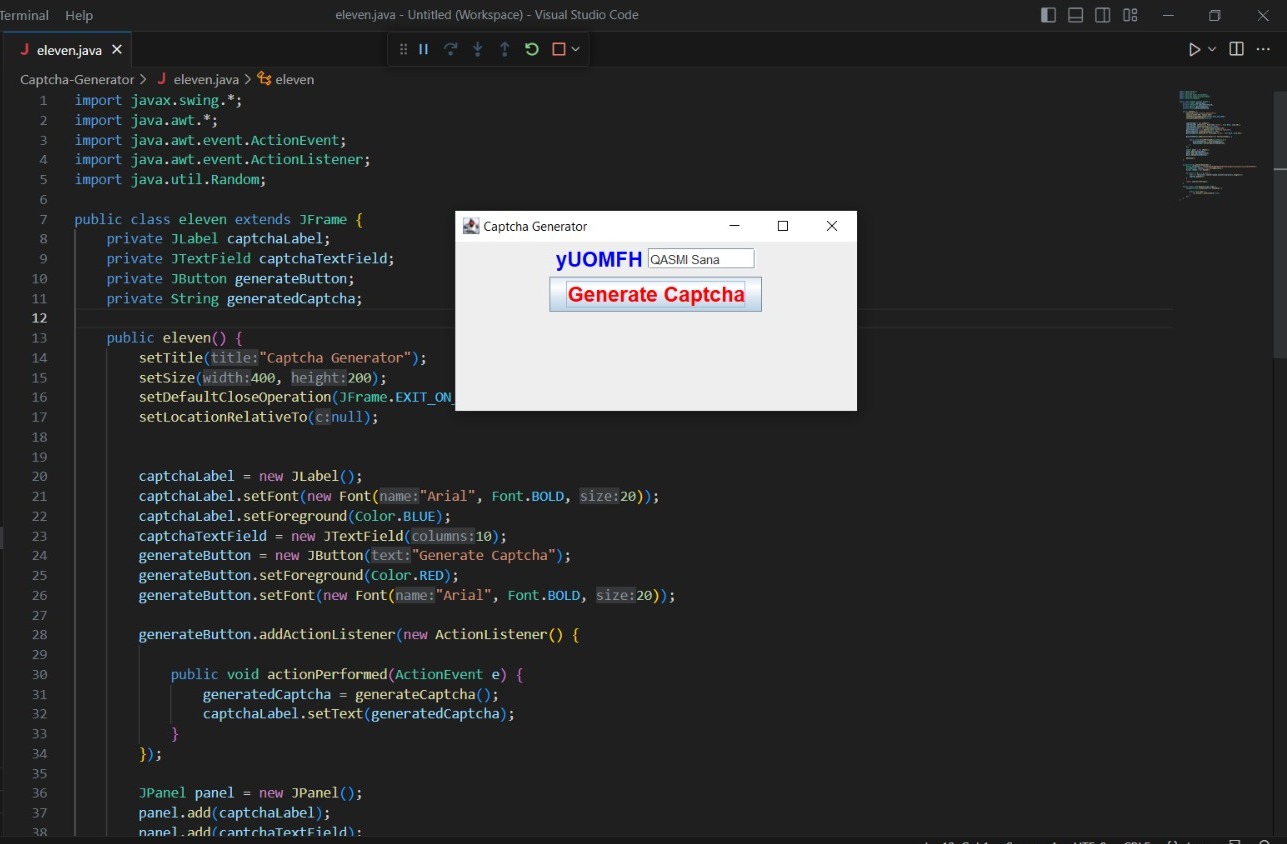 Terminal Help eleven.java - Untitled (Workspace) - Visual Studio Code
J eleven.java
Captcha-Generator > J eleven.java > eleven
1 import javax.swing.*;
2 import java.awt.*;
3 import java.awt.event.ActionEvent;
4 import java.awt.event.ActionListener;
5 import java.util.Random;
6
7 public class eleven extends JFrame {
8 private JLabel captchaLabel;
9 private JTextField captchaTextField;
10 private JButton generateButton;
11 private String generatedCaptcha;
12
13 public eleven() {
14 setTitle(title:"Captcha Generator");
15 setSize(width:400, height:200);
16 setDefaultCloseOperation(JFrame.EXIT_ON_
17 setLocationRelativeTo(c:null);
18
19
20 captchaLabel = new JLabel();
21 captchaLabel.setFont(new Font(name:"Arial", Font.BOLD, size:20));
22 captchaLabel.setForeground(Color.BLUE);
23 captchaTextField = new JTextField(columns:10);
24 generateButton = new JButton(text:"Generate Captcha");
25 generateButton.setForeground(Color.RED);
26 generateButton.setFont(new Font(name:"Arial", Font.BOLD, size:20));
27
28 generateButton.addActionListener(new ActionListener() {
29
30 public void actionPerformed(ActionEvent e) {
31 generatedCaptcha = generateCaptcha();
32 captchaLabel.setText(generatedCaptcha);
33 }
34 });
35
36 JPanel panel = new JPanel();
37 panel.add(captchaLabel);
38 panel.add(captchaTextField);
Captcha Generator
yUOMFH QASMI Sana
Generate Captcha